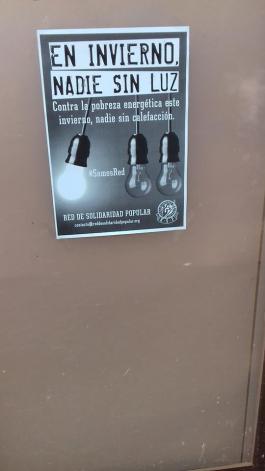 EN INVIERNO,
NADIE SIN LUZ
Contra la pobreza energética este
invierno, nadie sin calefacción.
#SomosRed
RED DE SOLIDARIDAD POPULAR
contacto@reddesolidaridadpopular.org